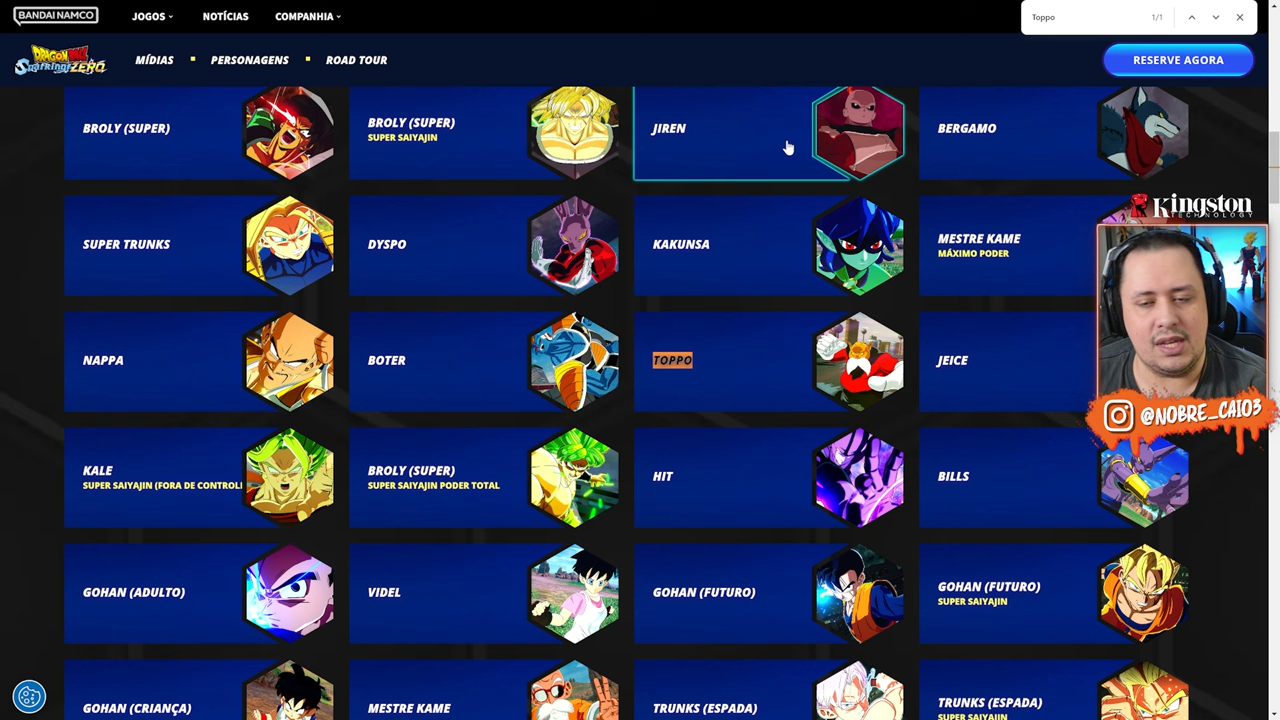 BANDAI NAMCO
JOGOS
NOTÍCIAS
COMPANHIA
Toppo
1/1
DRAGON BALL
Sparking! ZERO
MÍDIAS
PERSONAGENS
ROAD TOUR
RESERVE AGORA
BROLY (SUPER)
BROLY (SUPER)
SUPER SAIYAJIN
JIREN
BERGAMO
Kingston
TECHNOLOGY
SUPER TRUNKS
DYSPO
KAKUNSA
MESTRE KAME
MÁXIMO PODER
NAPPA
BOTER
TOPPO
JEICE
@NOBRE_CAIO3
KALE
SUPER SAIYAJIN (FORA DE CONTROL
BROLY (SUPER)
SUPER SAIYAJIN PODER TOTAL
HIT
BILLS
GOHAN (ADULTO)
VIDEL
GOHAN (FUTURO)
GOHAN (FUTURO)
SUPER SAIYAJIN
GOHAN (CRIANÇA)
MESTRE KAME
TRUNKS (ESPADA)
TRUNKS (ESPADA)
SUPER SAIYAJIN